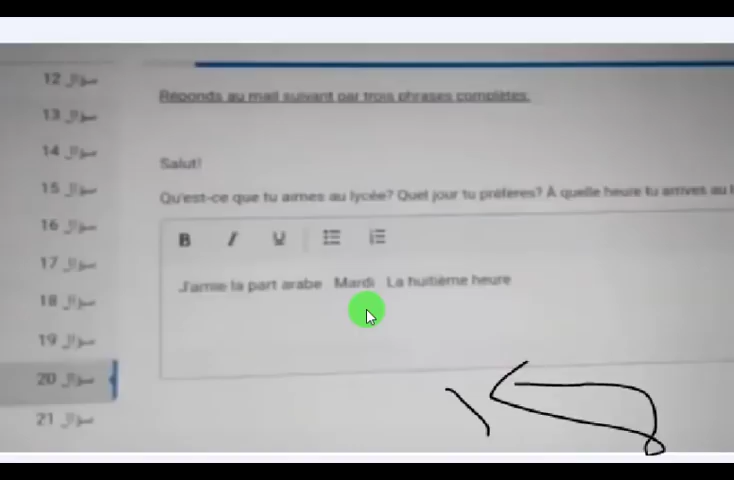 سؤال 12
سؤال 13
سؤال 14
سؤال 15
سؤال 16
سؤال 17
سؤال 18
سؤال 19
سؤال 20
سؤال 21
Réponds au mail suivant par trois phrases complètes.
Salut!
Qu'est-ce que tu aimes au lycée? Quel jour tu préfères? À quelle heure tu arrives au
B I U
J'amie la part arabe Mardi La huitième heure